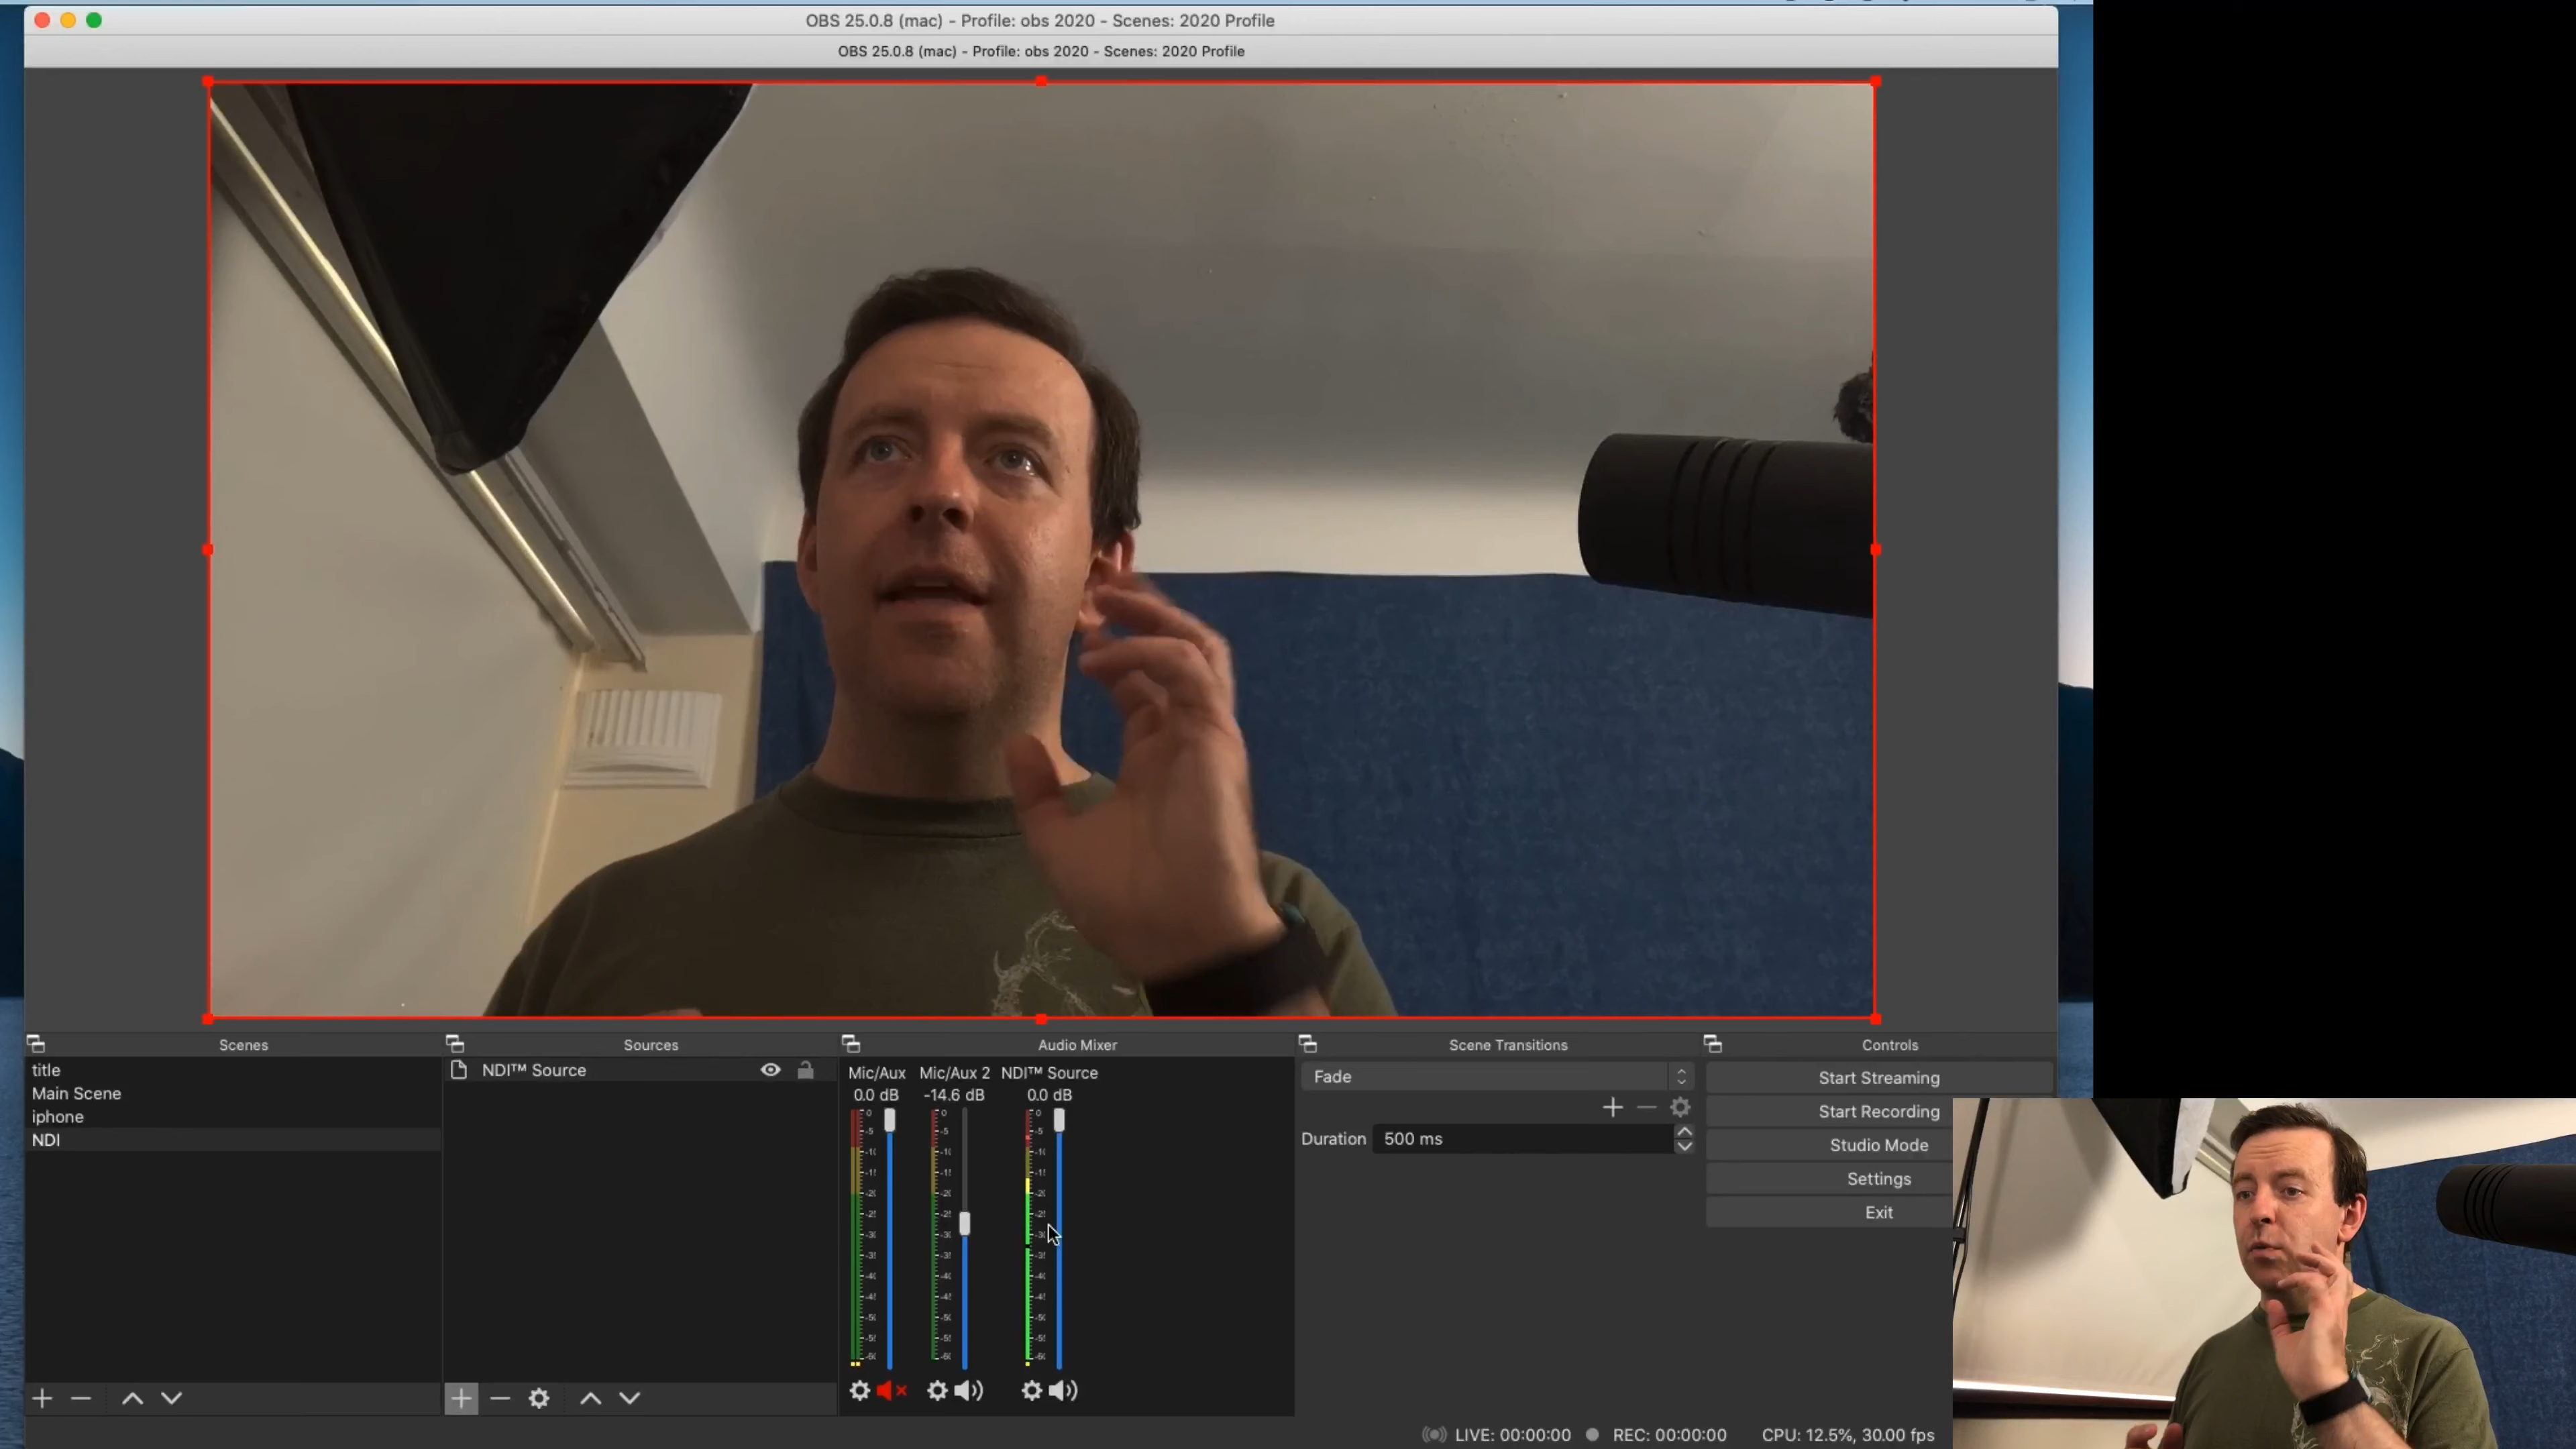 OBS 25.0.8 (mac) - Profile: obs 2020 - Scenes: 2020 Profile
OBS 25.0.8 (mac) - Profile: obs 2020 - Scenes: 2020 Profile
Scenes
title
Main Scene
iphone
NDI
Sources
NDI™ Source
Audio Mixer
Mic/Aux Mic/Aux 2 NDI™ Source
0.0 dB -14.6 dB 0.0 dB
Scene Transitions
Fade
Duration 500 ms
Controls
Start Streaming
Start Recording
Studio Mode
Settings
Exit
LIVE: 00:00:00 REC: 00:00:00 CPU: 12.5%, 30.00 fps